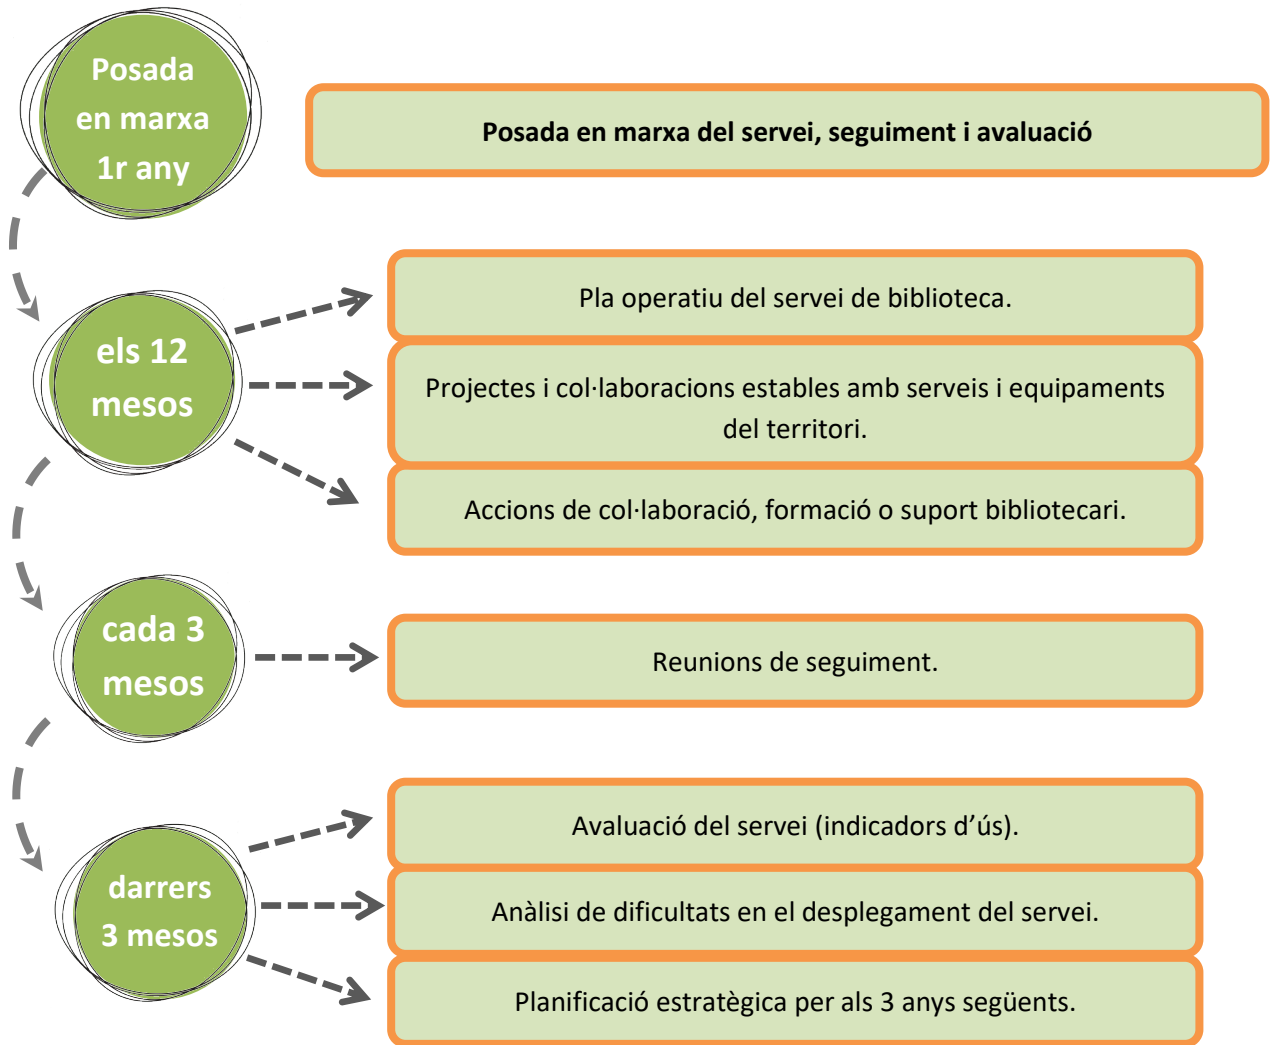 Posada
en marxa
1r any
Posada en marxa del servei, seguiment i avaluació
els 12
mesos
Pla operatiu del servei de biblioteca.
Projectes i col·laboracions estables amb serveis i equipaments
del territori.
Accions de col·laboració, formació o suport bibliotecari.
cada 3
mesos
Reunions de seguiment.
darrers
3 mesos
Avaluació del servei (indicadors d’ús).
Anàlisi de dificultats en el desplegament del servei.
Planificació estratègica per als 3 anys següents.